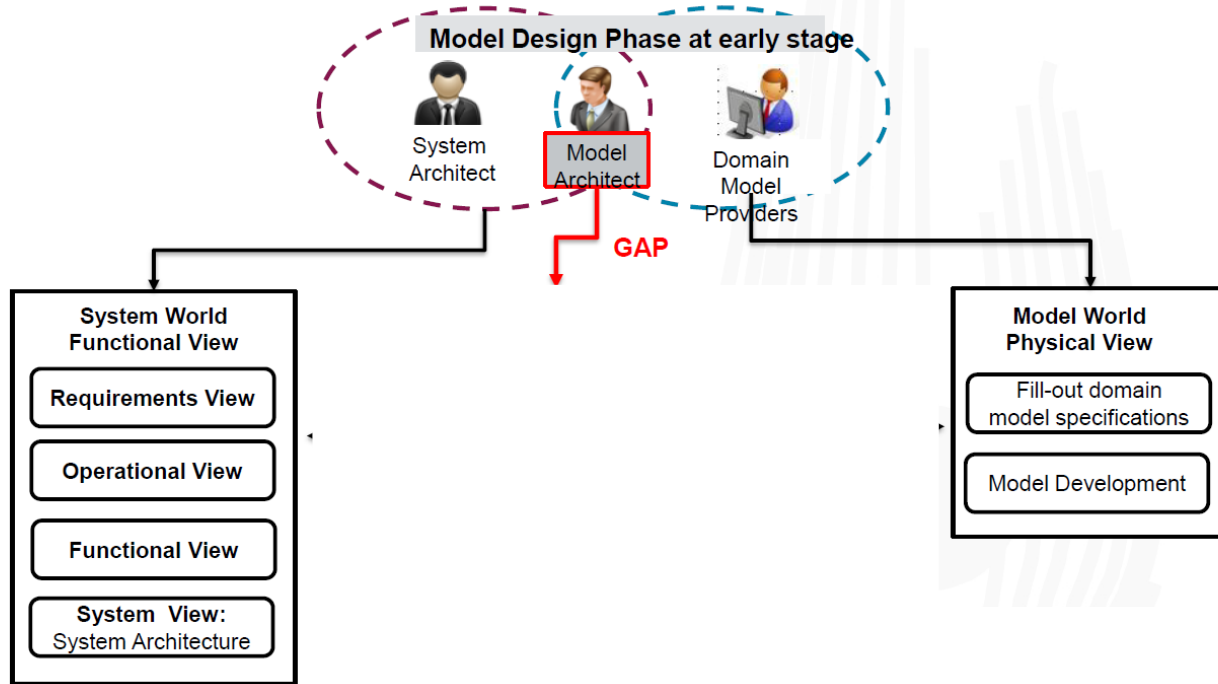 Model Design Phase at early stage
System
Architect
Model
Architect
Domain
Model
Providers
GAP
System World
Functional View
Requirements View
Operational View
Functional View
System View:
System Architecture
Model World
Physical View
Fill-out domain
model specifications
Model Development